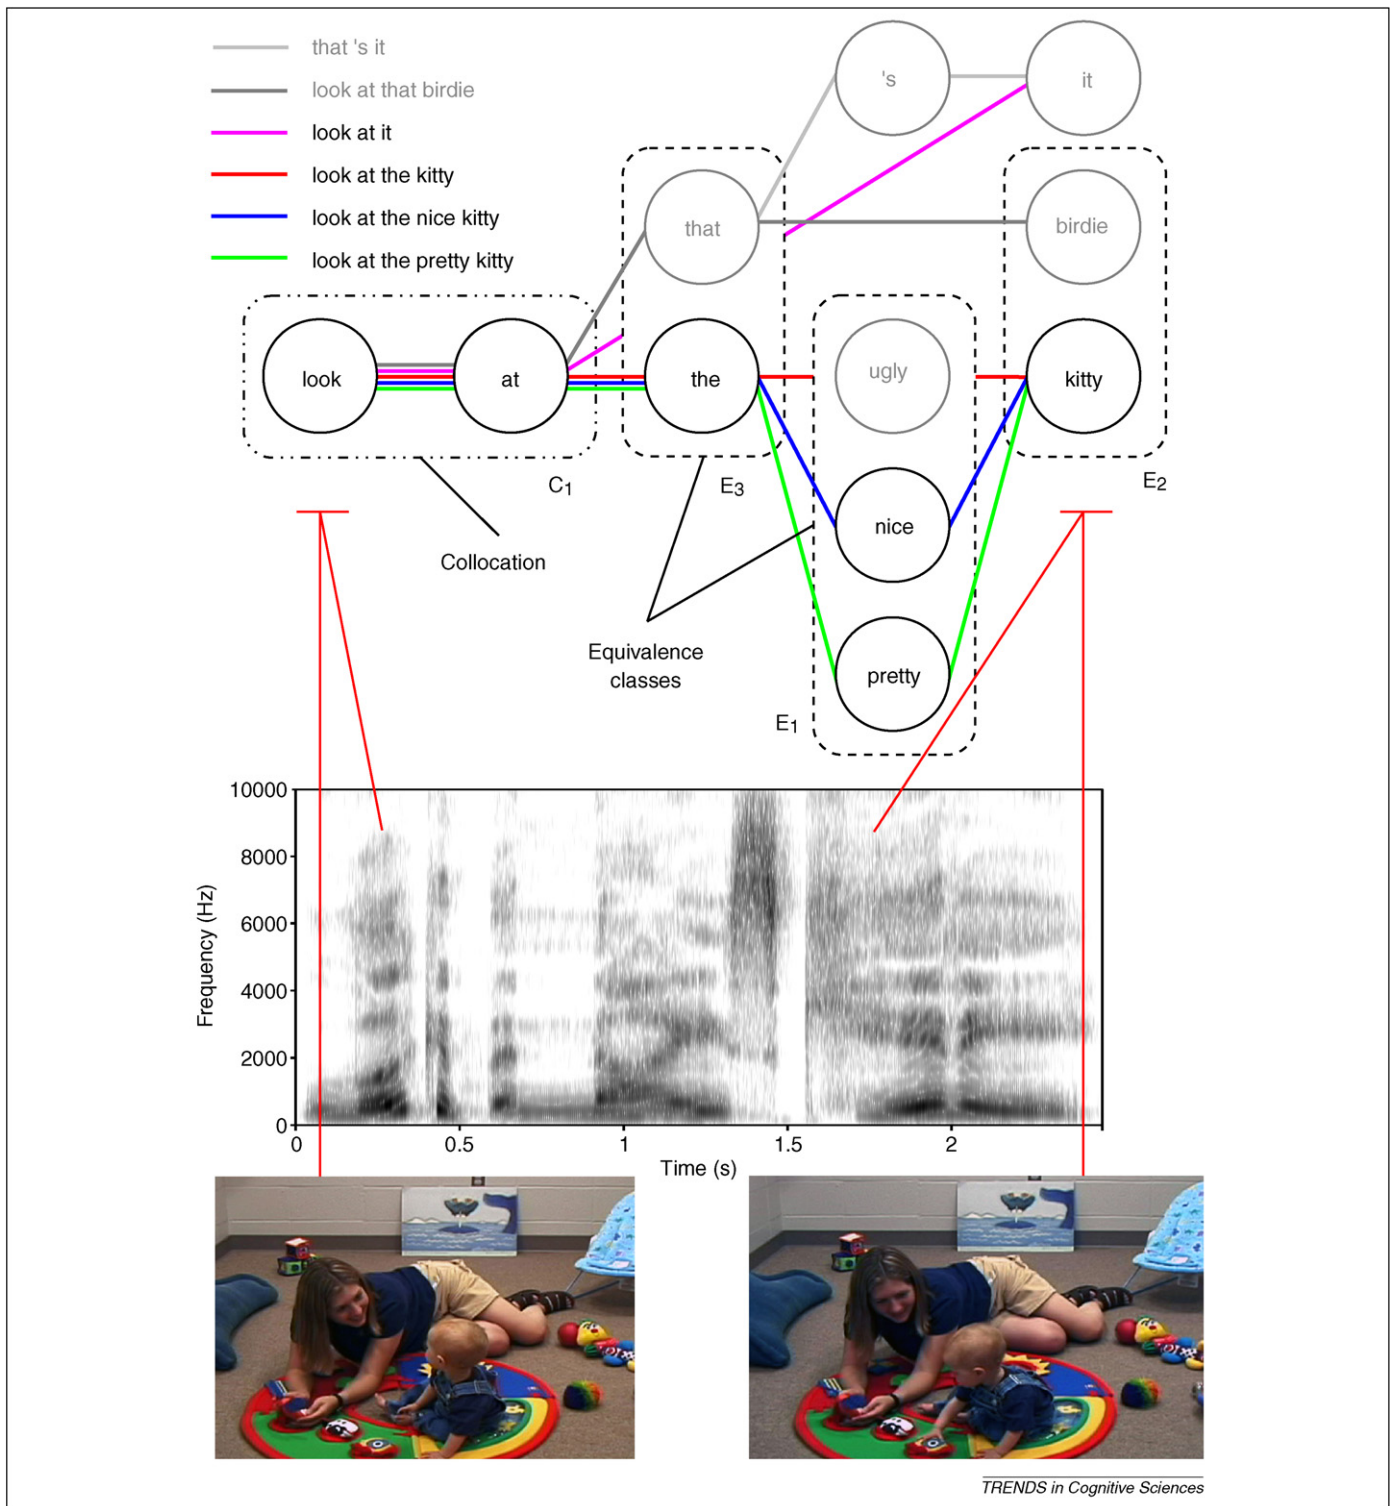 that 's it
look at that birdie
look at it
look at the kitty
look at the nice kitty
look at the pretty kitty
's
it
that
birdie
look
at
the
ugly
kitty
C1
E3
E2
nice
Collocation
Equivalence
classes
pretty
E1
10000
8000
6000
4000
2000
0
Frequency (Hz)
0
0.5
1
1.5
2
Time (s)
TRENDS in Cognitive Sciences